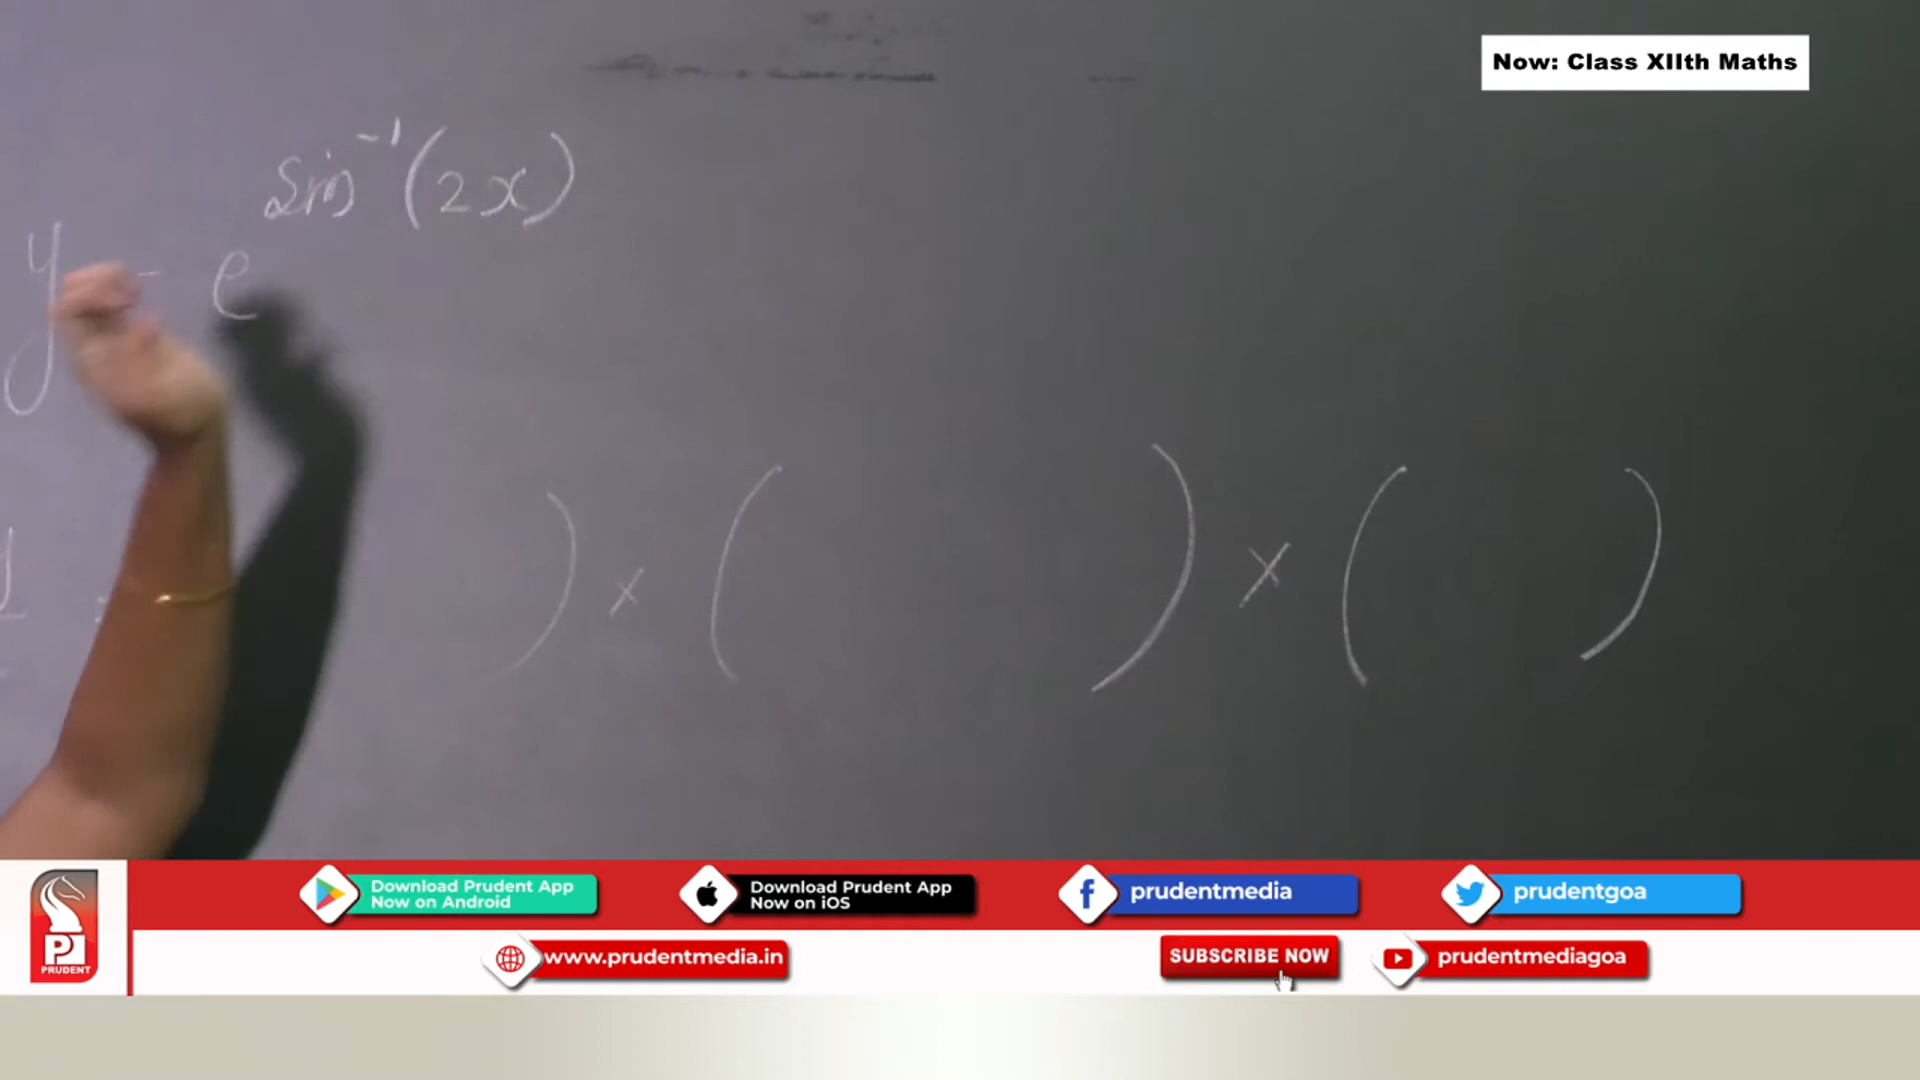 Now: Class XIIth Maths
y = e^sin⁻¹(2x)
) × ( ) × ( )
Download Prudent App
Now on Android
Download Prudent App
Now on iOS
prudentmedia
prudentgoa
PRUDENT
www.prudentmedia.in
SUBSCRIBE NOW
prudentmediagoa